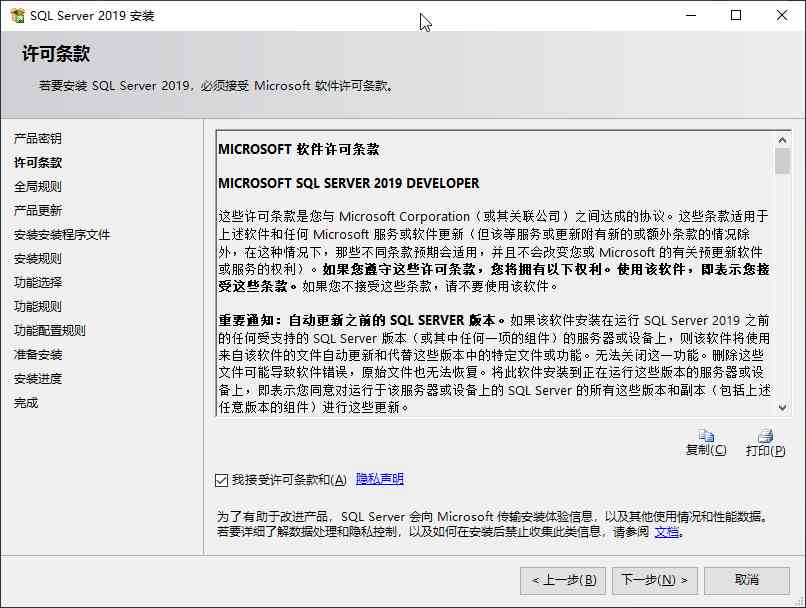 SQL Server 2019 安装
许可条款
若要安装 SQL Server 2019，必须接受 Microsoft 软件许可条款。
产品密钥
许可条款
全局规则
产品更新
安装安装程序文件
安装规则
功能选择
功能规则
功能配置规则
准备安装
安装进度
完成
MICROSOFT 软件许可条款
MICROSOFT SQL SERVER 2019 DEVELOPER
这些许可条款是您与 Microsoft Corporation（或其关联公司）之间达成的协议。这些条款适用于
上述软件和任何 Microsoft 服务或软件更新（但该等服务或更新附有新的或额外条款的情况除
外，在这种情况下，那些不同条款预期会适用，并且不会改变您或 Microsoft 的有关预更新软件
或服务的权利）。如果您遵守这些许可条款，您将拥有以下权利。使用该软件，即表示您接
受这些条款。如果您不接受这些条款，请不要使用该软件。
重要通知：自动更新之前的 SQL SERVER 版本。如果该软件安装在运行 SQL Server 2019 之前
的任何受支持的 SQL Server 版本（或其中任何一项的组件）的服务器或设备上，则该软件将使用
来自该软件的文件自动更新和代替这些版本中的特定文件或功能。无法关闭这一功能。删除这些
文件可能导致软件错误，原始文件也无法恢复。将此软件安装到正在运行这些版本的服务器或设
备上，即表示您同意对运行于该服务器或设备上的 SQL Server 的所有这些版本和副本（包括上述
任意版本的组件）进行这些更新。
复制(C)
打印(P)
我接受许可条款和(A) 隐私声明
为了有助于改进产品，SQL Server 会向 Microsoft 传输安装体验信息，以及其他使用情况和性能数据。
若要详细了解数据处理和隐私控制，以及如何在安装后禁止收集此类信息，请参阅 文档。
< 上一步(B)
下一步(N) >
取消